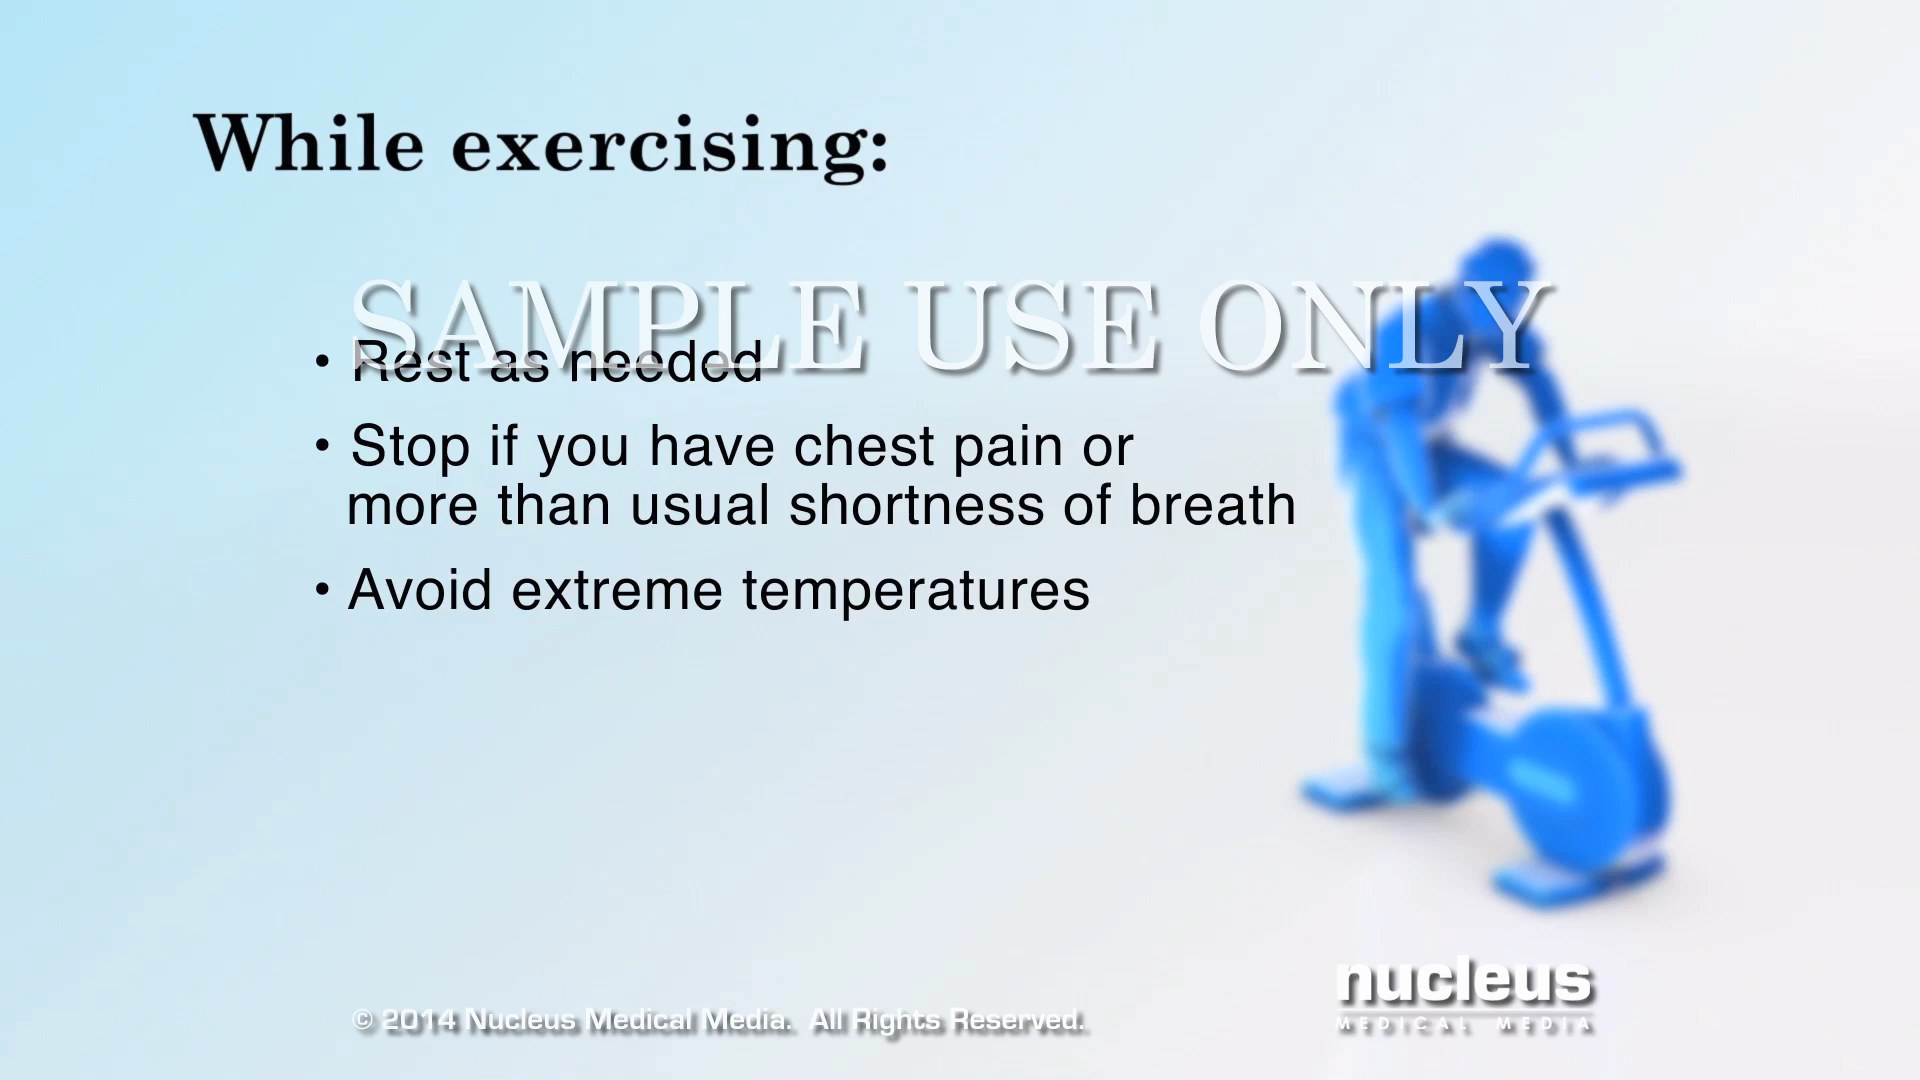 While exercising:
SAMPLE USE ONLY
• Rest as needed
• Stop if you have chest pain or
more than usual shortness of breath
• Avoid extreme temperatures
nucleus
MEDICAL MEDIA
© 2014 Nucleus Medical Media. All Rights Reserved.